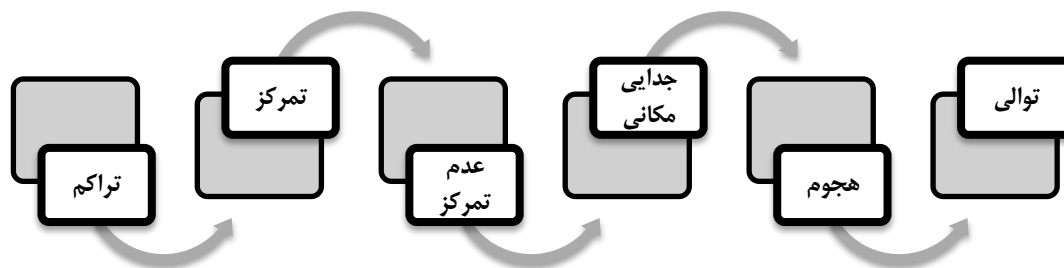 تراکم
تمرکز
عدم
تمرکز
جدایی
مکانی
هجوم
توالی